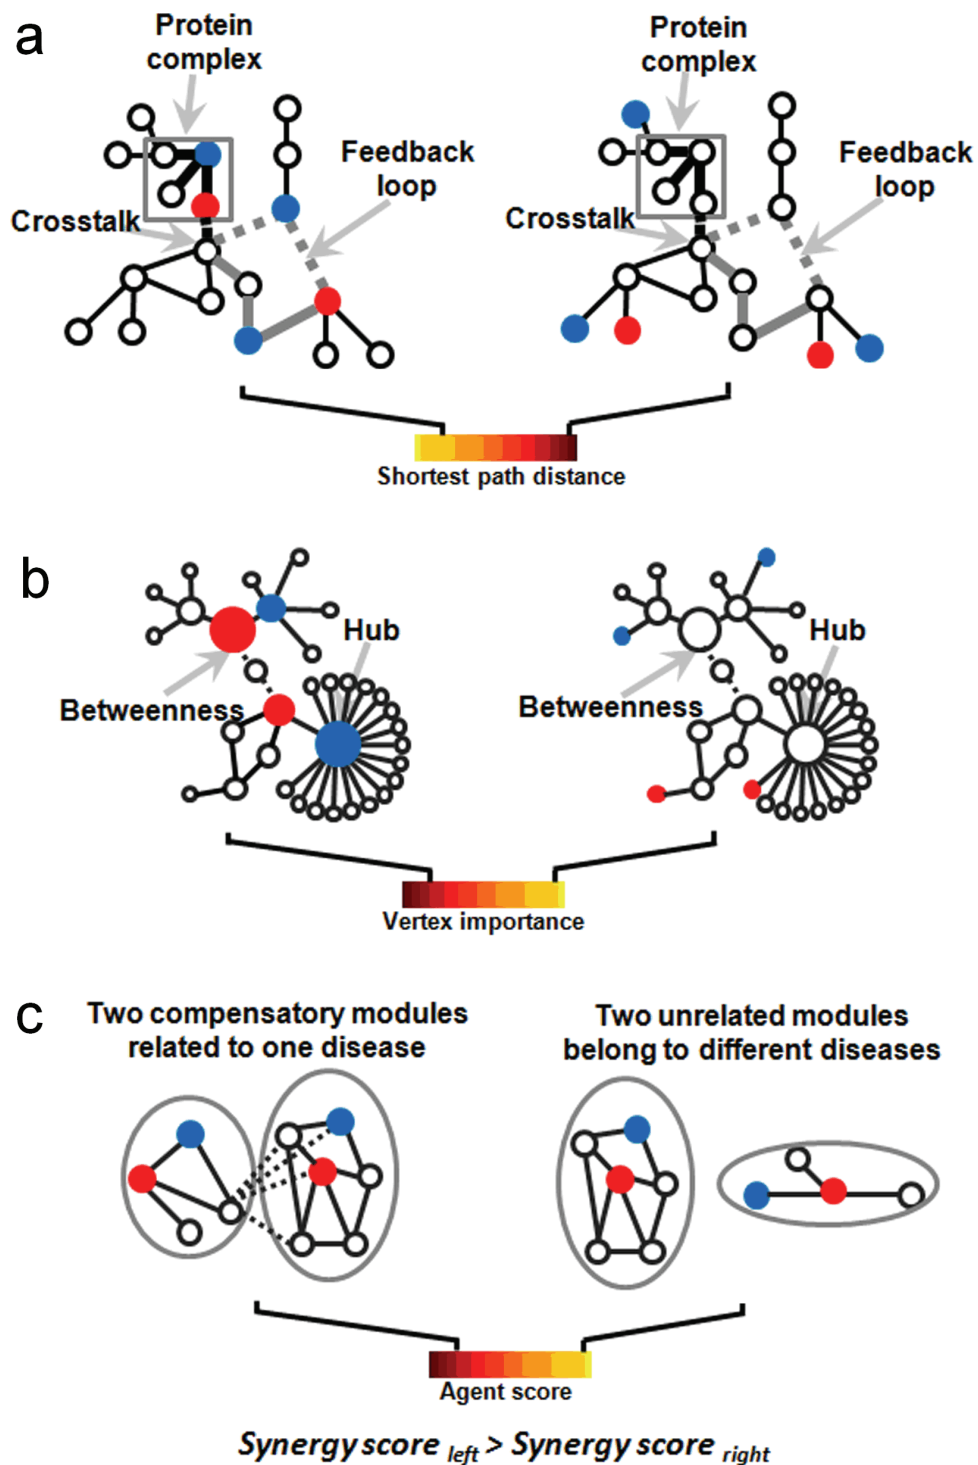 a
Protein
complex
Protein
complex
Feedback
loop
Feedback
loop
Crosstalk
Crosstalk
Shortest path distance
b
Hub
Hub
Betweenness
Betweenness
Vertex importance
c
Two compensatory modules
related to one disease
Two unrelated modules
belong to different diseases
Agent score
Synergy score left > Synergy score right